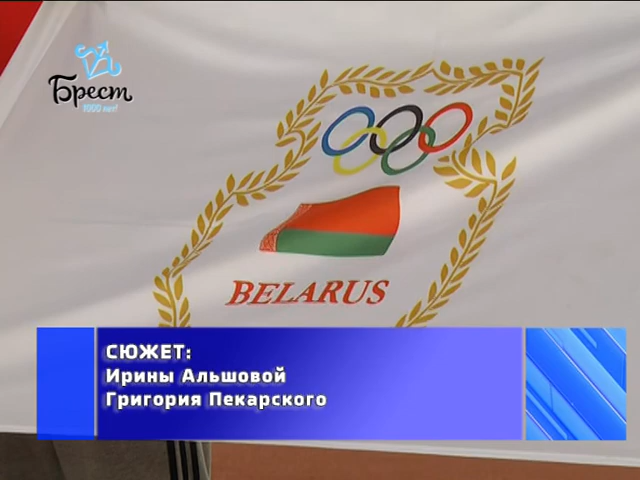 Брест
1000 лет!
BELARUS
СЮЖЕТ:
Ирины Альшовой
Григория Пекарского